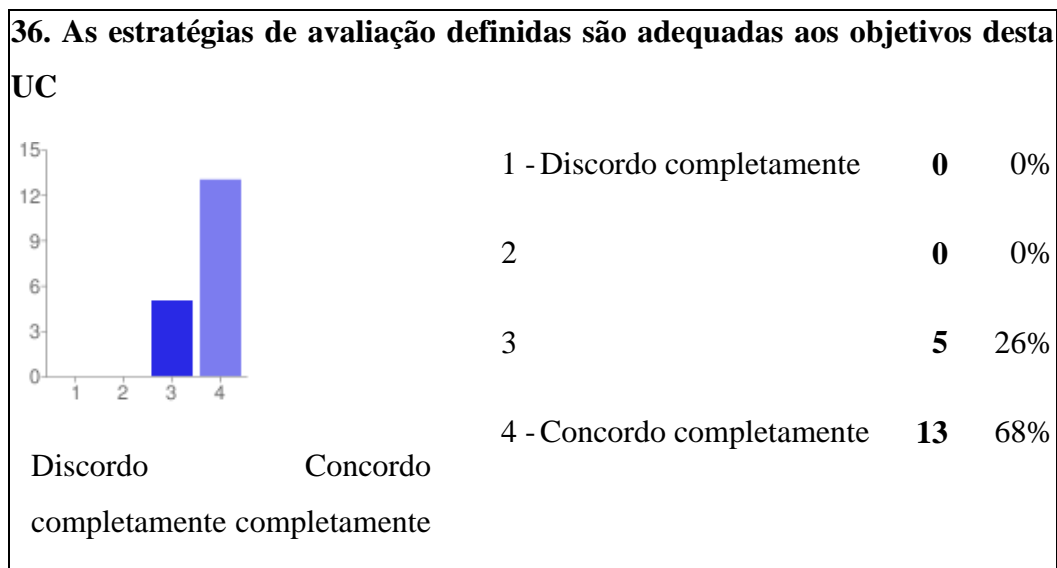 36. As estratégias de avaliação definidas são adequadas aos objetivos desta
UC
15
12
9
6
3
0
1 2 3 4
Discordo Concordo
completamente completamente
1 - Discordo completamente 0 0%
2 0 0%
3 5 26%
4 - Concordo completamente 13 68%